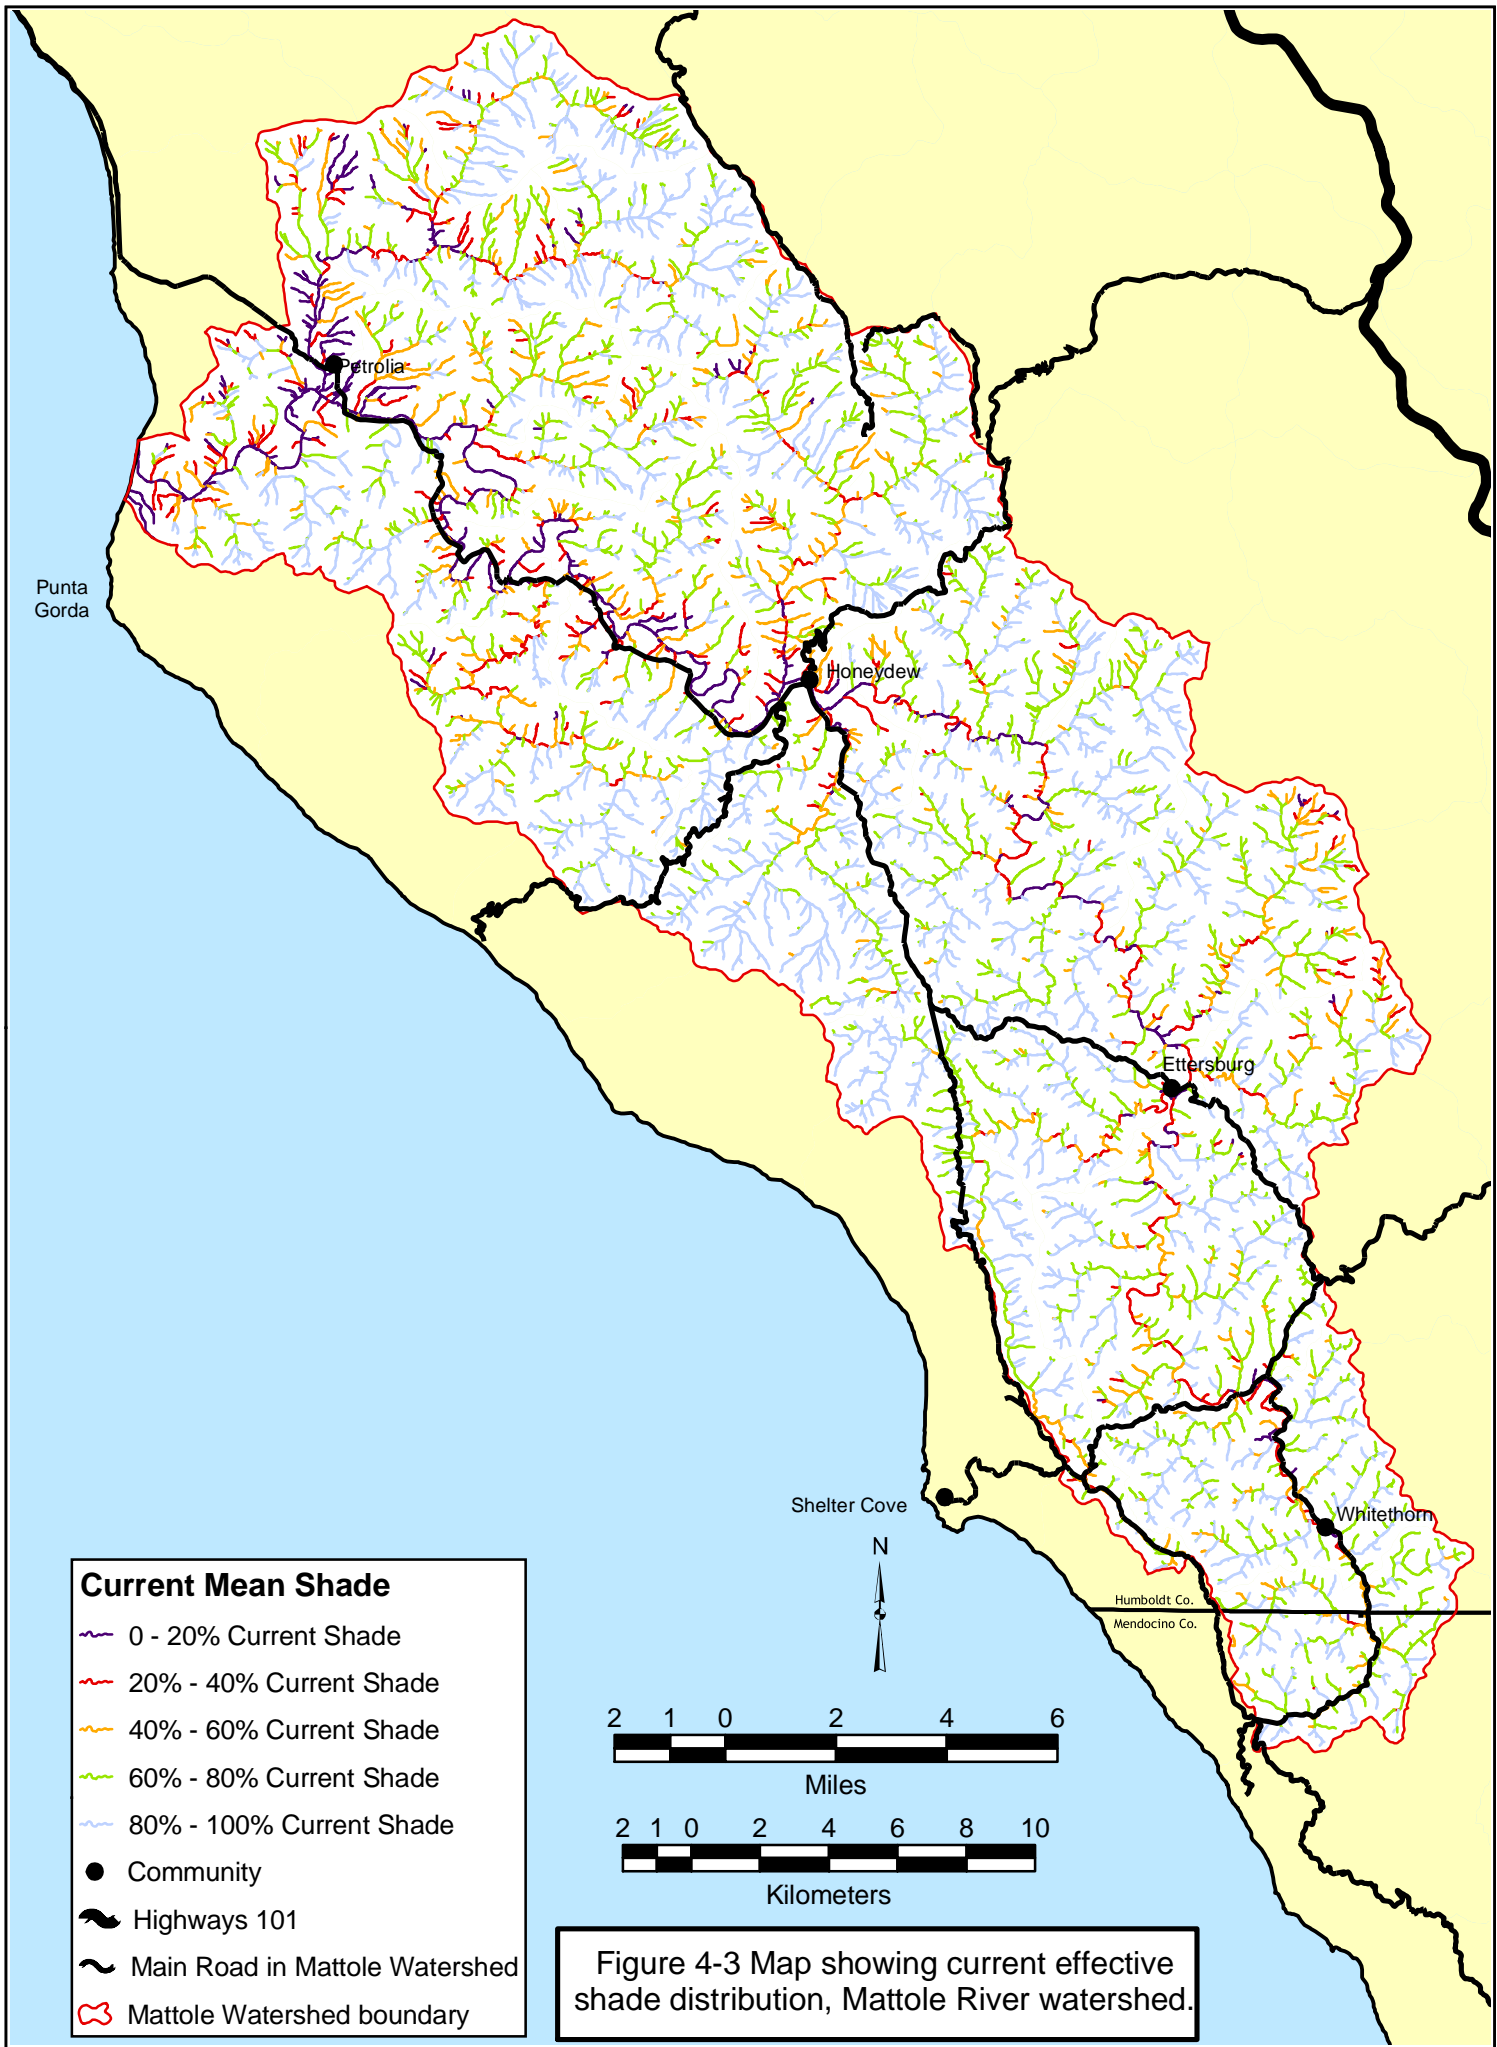 Petrolia
Punta
Gorda
Honeydew
Ettersburg
Shelter Cove
Whitethorn
N
Humboldt Co.
Mendocino Co.
Current Mean Shade
0 - 20% Current Shade
20% - 40% Current Shade
40% - 60% Current Shade
60% - 80% Current Shade
80% - 100% Current Shade
Community
Highways 101
Main Road in Mattole Watershed
Mattole Watershed boundary
2 1 0 2 4 6
Miles
2 1 0 2 4 6 8 10
Kilometers
Figure 4-3 Map showing current effective
shade distribution, Mattole River watershed.